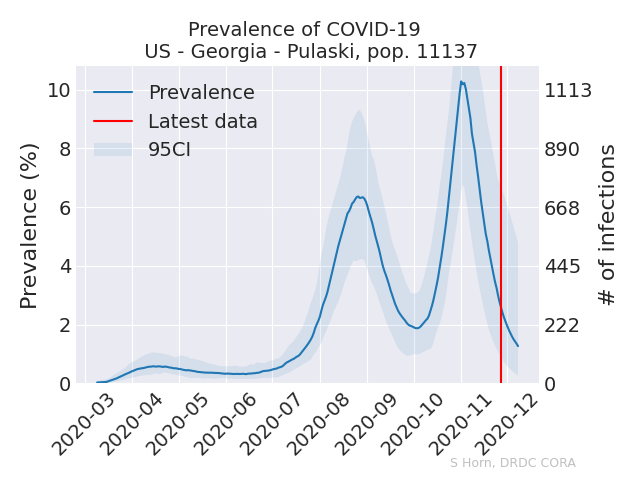 Prevalence of COVID-19
US - Georgia - Pulaski, pop. 11137
Prevalence (%)
10
8
6
4
2
0
Prevalence
Latest data
95CI
1113
890
668
445
222
0
# of infections
2020-03
2020-04
2020-05
2020-06
2020-07
2020-08
2020-09
2020-10
2020-11
2020-12
S Horn, DRDC CORA